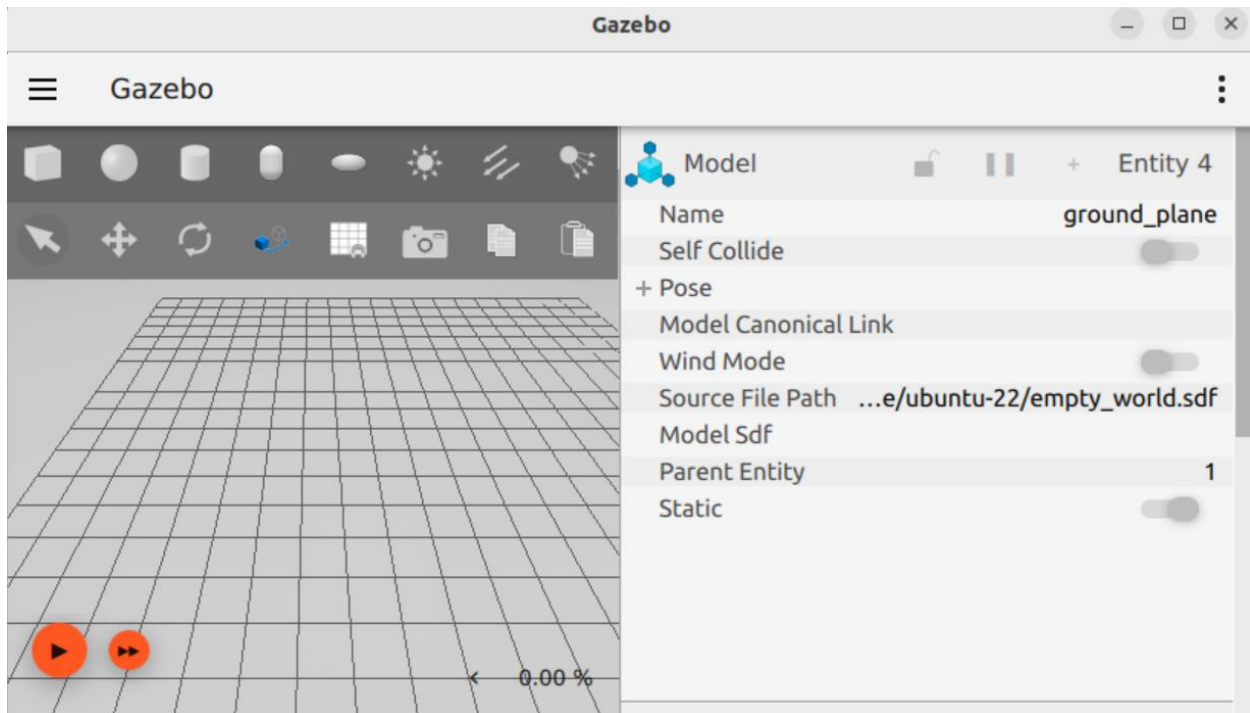 Gazebo
Gazebo
Model + Entity 4
Name ground_plane
Self Collide
+ Pose
Model Canonical Link
Wind Mode
Source File Path ...e/ubuntu-22/empty_world.sdf
Model Sdf
Parent Entity 1
Static
< 0.00 %